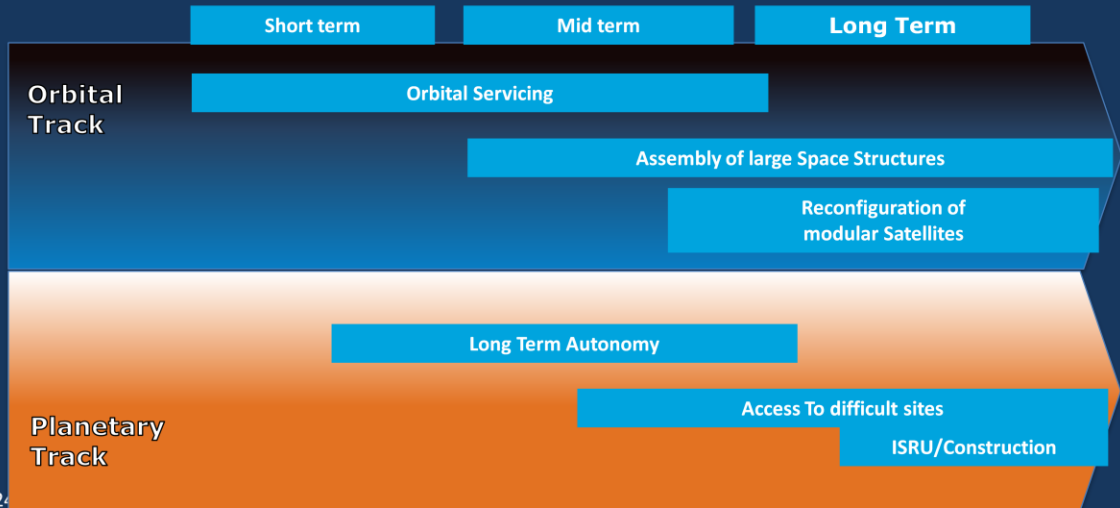 Short term
Mid term
Long Term
Orbital
Track
Orbital Servicing
Assembly of large Space Structures
Reconfiguration of
modular Satellites
Long Term Autonomy
Access To difficult sites
Planetary
Track
ISRU/Construction